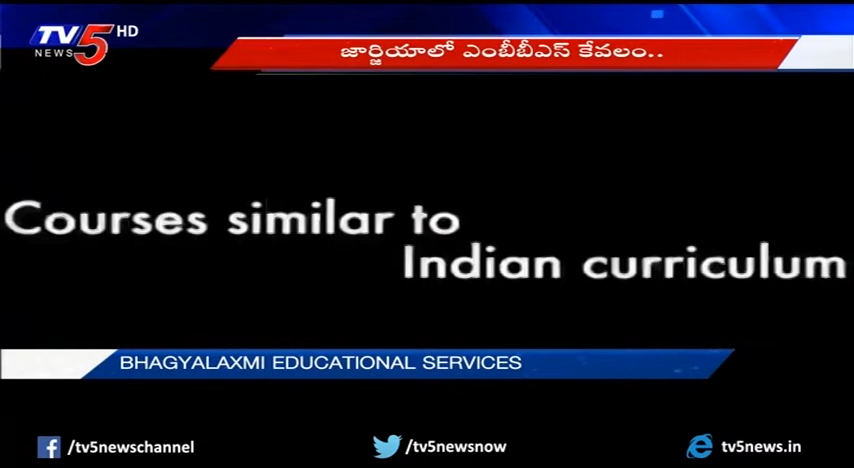 TV5 HD
NEWS
జార్జియాలో ఎంబీబీఎస్ కేవలం..
Courses similar to
Indian curriculum
BHAGYALAXMI EDUCATIONAL SERVICES
/tv5newschannel
/tv5newsnow
tv5news.in